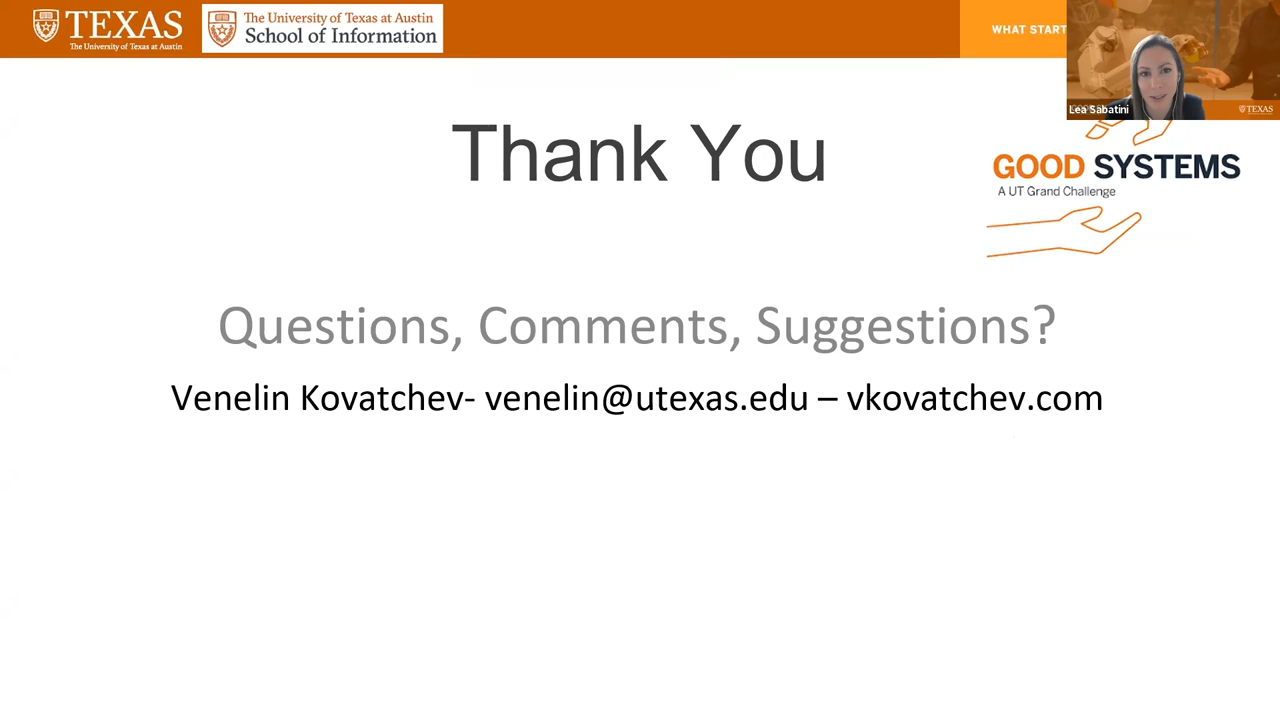 TEXAS
The University of Texas at Austin
The University of Texas at Austin
School of Information
WHAT START
Lea Sabatini
TEXAS
Thank You
GOOD SYSTEMS
A UT Grand Challenge
Questions, Comments, Suggestions?
Venelin Kovatchev- venelin@utexas.edu – vkovatchev.com